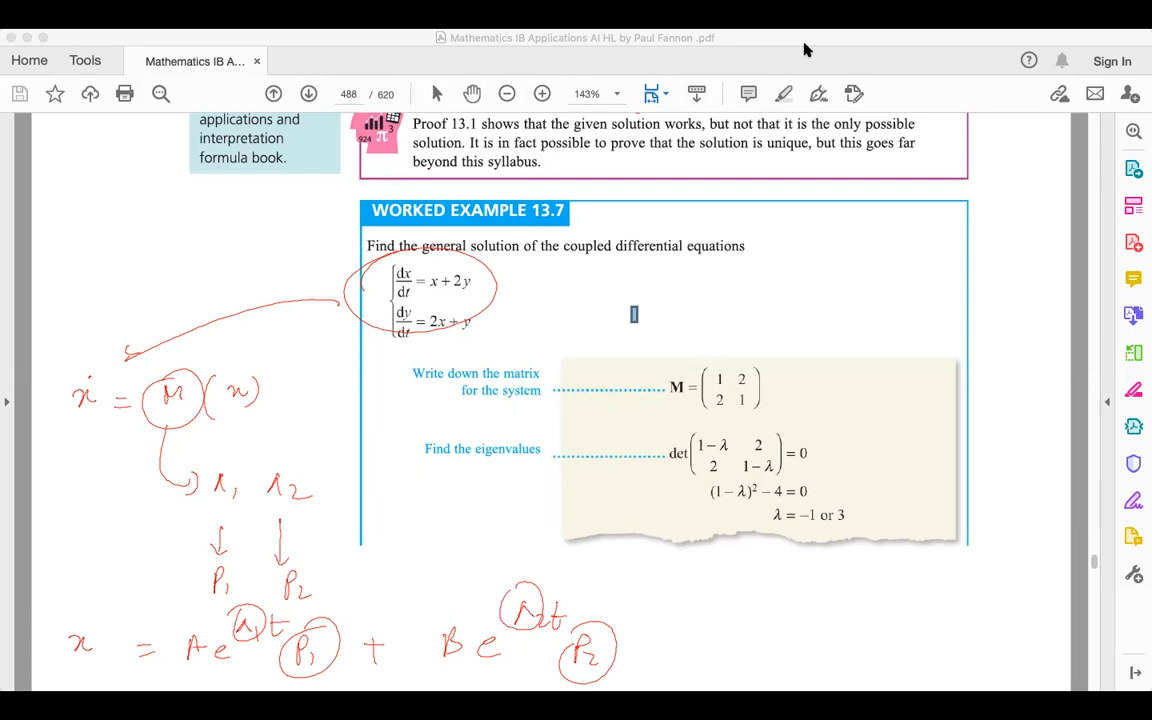 Mathematics IB Applications AI HL by Paul Fannon .pdf
Home Tools Mathematics IB A... × Sign In
488 / 620 143%
applications and
interpretation
formula book.
Proof 13.1 shows that the given solution works, but not that it is the only possible
solution. It is in fact possible to prove that the solution is unique, but this goes far
beyond this syllabus.
WORKED EXAMPLE 13.7
Find the general solution of the coupled differential equations
dx/dt = x + 2y
dy/dt = 2x + y
Write down the matrix
for the system
M = ( 1 2
2 1 )
Find the eigenvalues
det ( 1 − λ 2
2 1 − λ ) = 0
(1 − λ)² − 4 = 0
λ = −1 or 3
ẋ = M (x)
λ1 λ2
P1 P2
x = A e^λ1t P1 + B e^λ2t P2